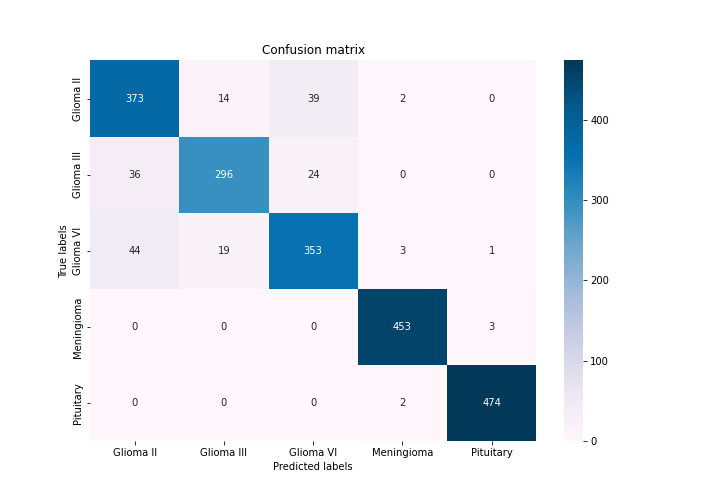 Confusion matrix
Glioma II
373 14 39 2 0
Glioma III
36 296 24 0 0
True labels
Glioma VI
44 19 353 3 1
Meningioma
0 0 0 453 3
Pituitary
0 0 0 2 474
Glioma II Glioma III Glioma VI Meningioma Pituitary
Predicted labels
400
300
200
100
0